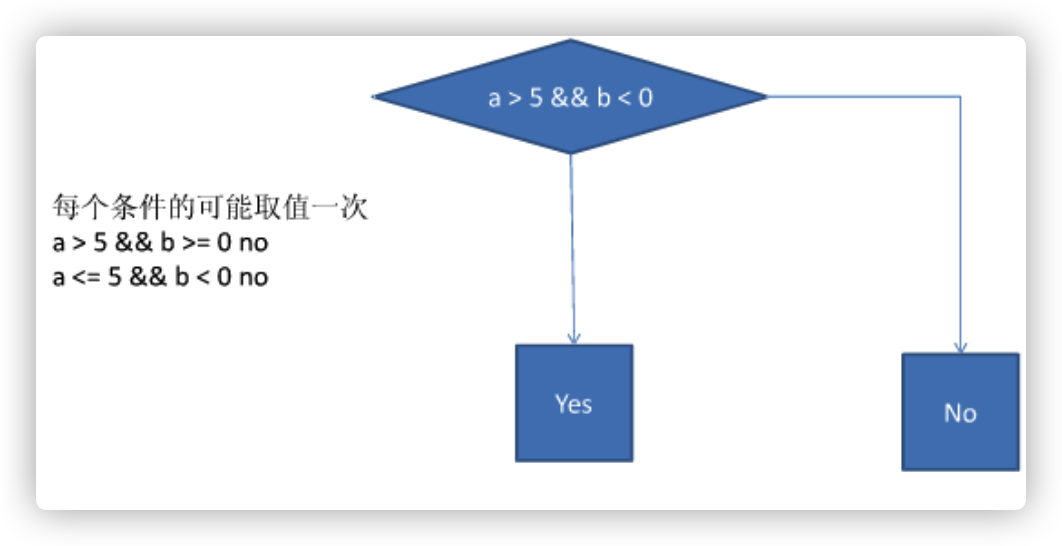 a > 5 && b < 0
每个条件的可能取值一次
a > 5 && b >= 0 no
a <= 5 && b < 0 no
Yes
No